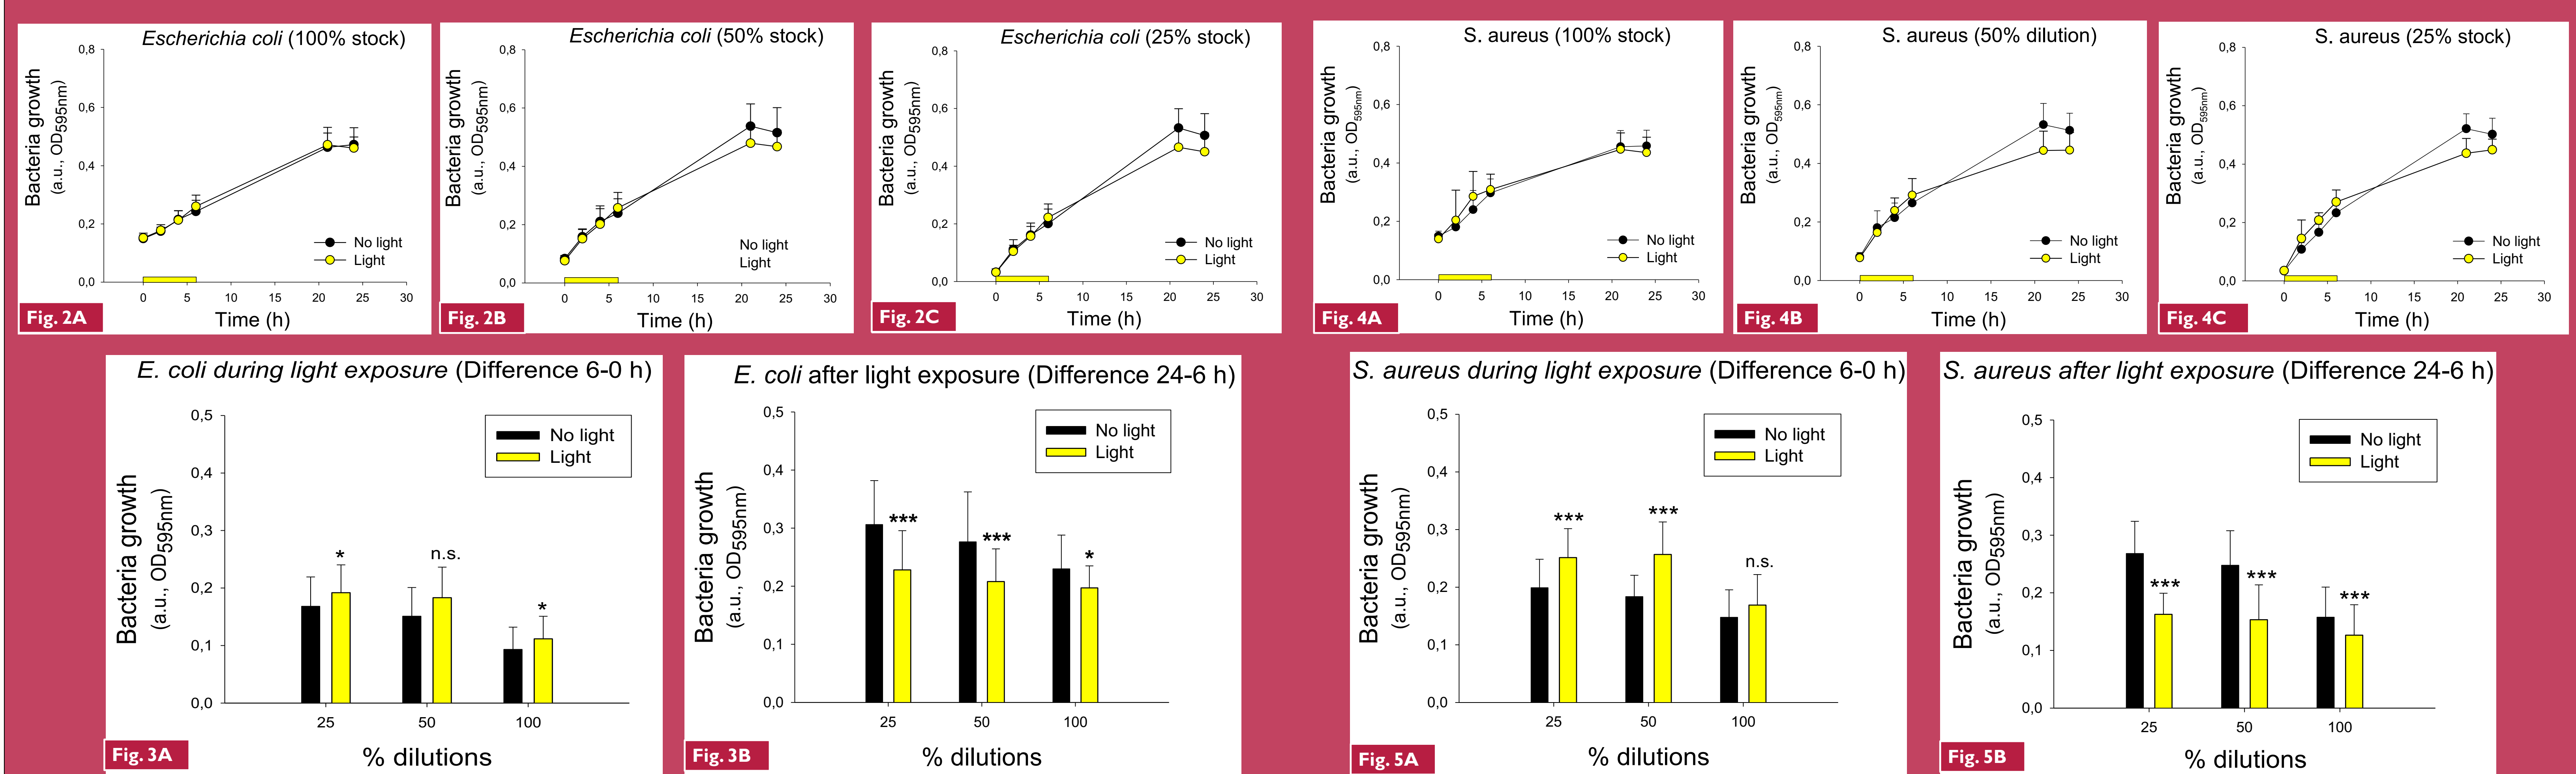 Escherichia coli (100% stock)
0,8
0,6
0,4
0,2
0,0
Bacteria growth
(a.u., OD595nm)
No light
Light
0 5 10 15 20 25 30
Time (h)
Fig. 2A
Escherichia coli (50% stock)
0,8
0,6
0,4
0,2
0,0
Bacteria growth
(a.u., OD595nm)
No light
Light
0 5 10 15 20 25 30
Time (h)
Fig. 2B
Escherichia coli (25% stock)
0,8
0,6
0,4
0,2
0,0
Bacteria growth
(a.u., OD595nm)
No light
Light
0 5 10 15 20 25 30
Time (h)
Fig. 2C
S. aureus (100% stock)
0,8
0,6
0,4
0,2
0,0
Bacteria growth
(a.u., OD595nm)
No light
Light
0 5 10 15 20 25 30
Time (h)
Fig. 4A
S. aureus (50% dilution)
0,8
0,6
0,4
0,2
0,0
Bacteria growth
(a.u., OD595nm)
No light
Light
0 5 10 15 20 25 30
Time (h)
Fig. 4B
S. aureus (25% stock)
0,8
0,6
0,4
0,2
0,0
Bacteria growth
(a.u., OD595nm)
No light
Light
0 5 10 15 20 25 30
Time (h)
Fig. 4C
E. coli during light exposure (Difference 6-0 h)
0,5
0,4
0,3
0,2
0,1
0,0
Bacteria growth
(a.u., OD595nm)
No light
Light
* n.s. *
25 50 100
% dilutions
Fig. 3A
E. coli after light exposure (Difference 24-6 h)
0,5
0,4
0,3
0,2
0,1
0,0
Bacteria growth
(a.u., OD595nm)
No light
Light
*** *** *
25 50 100
% dilutions
Fig. 3B
S. aureus during light exposure (Difference 6-0 h)
0,5
0,4
0,3
0,2
0,1
0,0
Bacteria growth
(a.u., OD595nm)
No light
Light
*** *** n.s.
25 50 100
% dilutions
Fig. 5A
S. aureus after light exposure (Difference 24-6 h)
0,5
0,4
0,3
0,2
0,1
0,0
Bacteria growth
(a.u., OD595nm)
No light
Light
*** *** ***
25 50 100
% dilutions
Fig. 5B